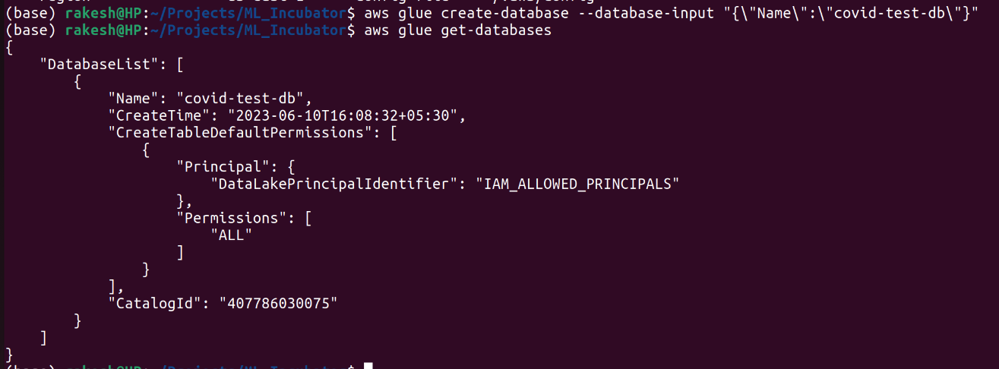 (base) rakesh@HP:~/Projects/ML_Incubator$ aws glue create-database --database-input "{\"Name\":\"covid-test-db\"}"
(base) rakesh@HP:~/Projects/ML_Incubator$ aws glue get-databases
{
    "DatabaseList": [
        {
            "Name": "covid-test-db",
            "CreateTime": "2023-06-10T16:08:32+05:30",
            "CreateTableDefaultPermissions": [
                {
                    "Principal": {
                        "DataLakePrincipalIdentifier": "IAM_ALLOWED_PRINCIPALS"
                    },
                    "Permissions": [
                        "ALL"
                    ]
                }
            ],
            "CatalogId": "407786030075"
        }
    ]
}
(base) rakesh@HP:~/Projects/ML_Incubator$